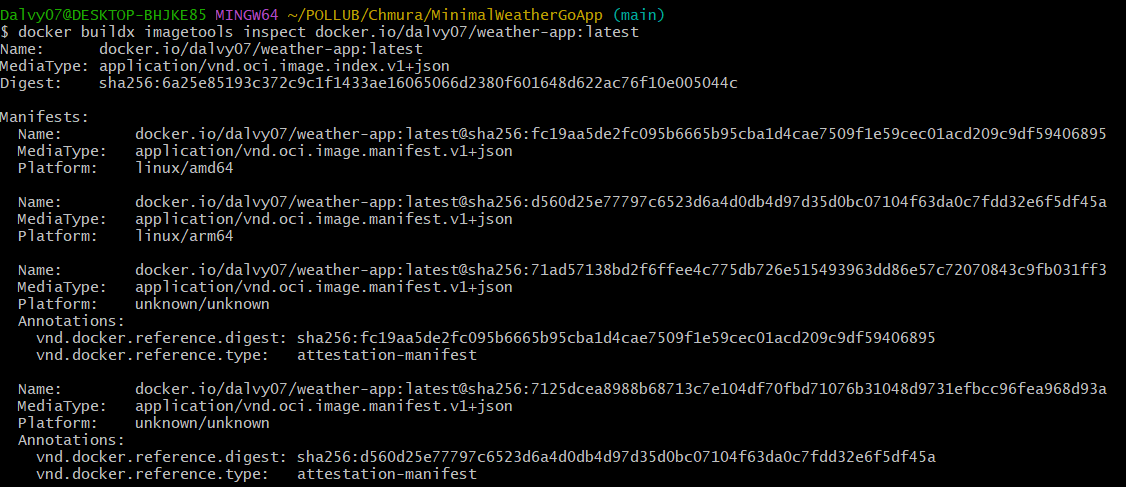 Dalvy07@DESKTOP-BHJKE85 MINGW64 ~/POLLUB/Chmura/MinimalWeatherGoApp (main)
$ docker buildx imagetools inspect docker.io/dalvy07/weather-app:latest
Name:      docker.io/dalvy07/weather-app:latest
MediaType: application/vnd.oci.image.index.v1+json
Digest:    sha256:6a25e85193c372c9c1f1433ae16065066d2380f601648d622ac76f10e005044c

Manifests:
  Name:        docker.io/dalvy07/weather-app:latest@sha256:fc19aa5de2fc095b6665b95cba1d4cae7509f1e59cec01acd209c9df59406895
  MediaType:   application/vnd.oci.image.manifest.v1+json
  Platform:    linux/amd64

  Name:        docker.io/dalvy07/weather-app:latest@sha256:d560d25e77797c6523d6a4d0db4d97d35d0bc07104f63da0c7fdd32e6f5df45a
  MediaType:   application/vnd.oci.image.manifest.v1+json
  Platform:    linux/arm64

  Name:        docker.io/dalvy07/weather-app:latest@sha256:71ad57138bd2f6ffee4c775db726e515493963dd86e57c72070843c9fb031ff3
  MediaType:   application/vnd.oci.image.manifest.v1+json
  Platform:    unknown/unknown
  Annotations:
    vnd.docker.reference.digest: sha256:fc19aa5de2fc095b6665b95cba1d4cae7509f1e59cec01acd209c9df59406895
    vnd.docker.reference.type:   attestation-manifest

  Name:        docker.io/dalvy07/weather-app:latest@sha256:7125dcea8988b68713c7e104df70fbd71076b31048d9731efbcc96fea968d93a
  MediaType:   application/vnd.oci.image.manifest.v1+json
  Platform:    unknown/unknown
  Annotations:
    vnd.docker.reference.digest: sha256:d560d25e77797c6523d6a4d0db4d97d35d0bc07104f63da0c7fdd32e6f5df45a
    vnd.docker.reference.type:   attestation-manifest